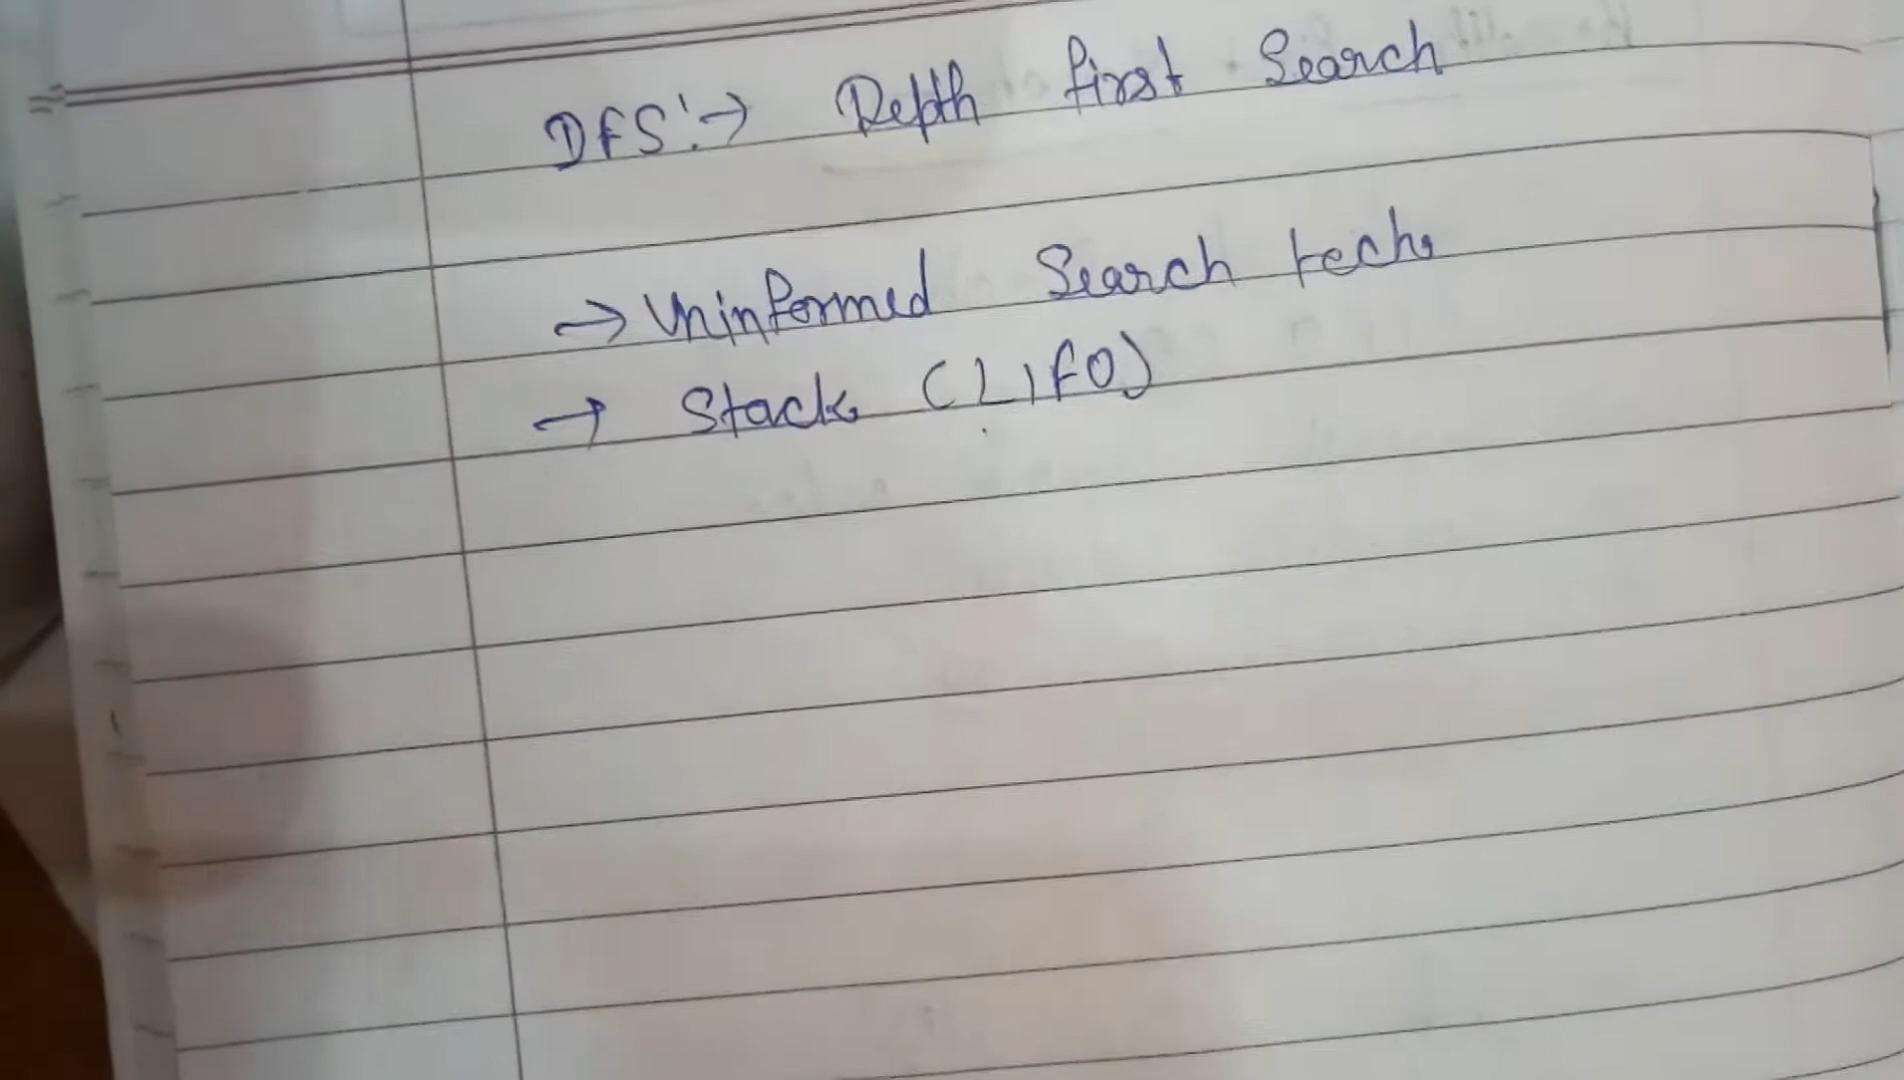 DFS:→ Depth first Search
→ Uninformed Search tech.
→ Stack (LIFO)